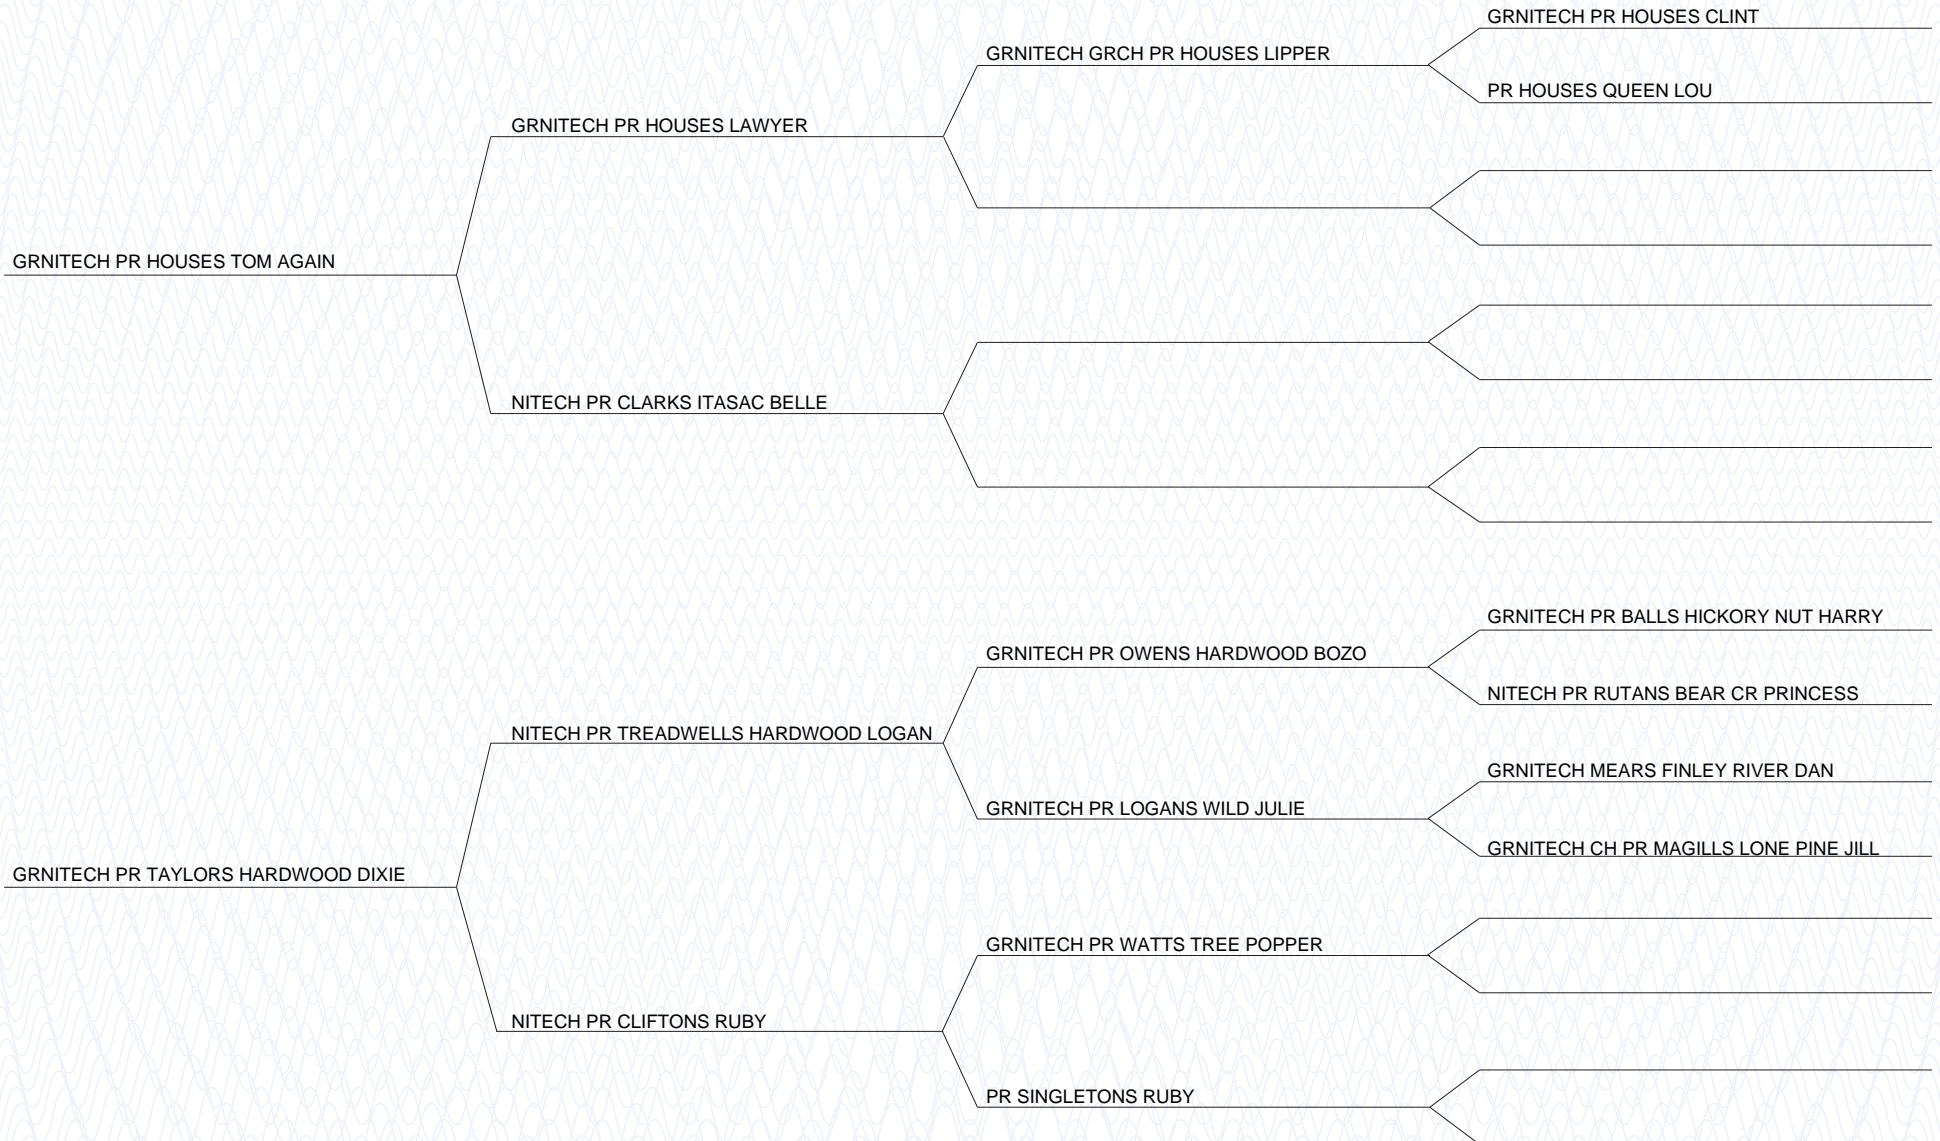 GRNITECH PR HOUSES CLINT
GRNITECH GRCH PR HOUSES LIPPER
PR HOUSES QUEEN LOU
GRNITECH PR HOUSES LAWYER
GRNITECH PR HOUSES TOM AGAIN
NITECH PR CLARKS ITASAC BELLE
GRNITECH PR BALLS HICKORY NUT HARRY
GRNITECH PR OWENS HARDWOOD BOZO
NITECH PR RUTANS BEAR CR PRINCESS
NITECH PR TREADWELLS HARDWOOD LOGAN
GRNITECH MEARS FINLEY RIVER DAN
GRNITECH PR LOGANS WILD JULIE
GRNITECH CH PR MAGILLS LONE PINE JILL
GRNITECH PR TAYLORS HARDWOOD DIXIE
GRNITECH PR WATTS TREE POPPER
NITECH PR CLIFTONS RUBY
PR SINGLETONS RUBY